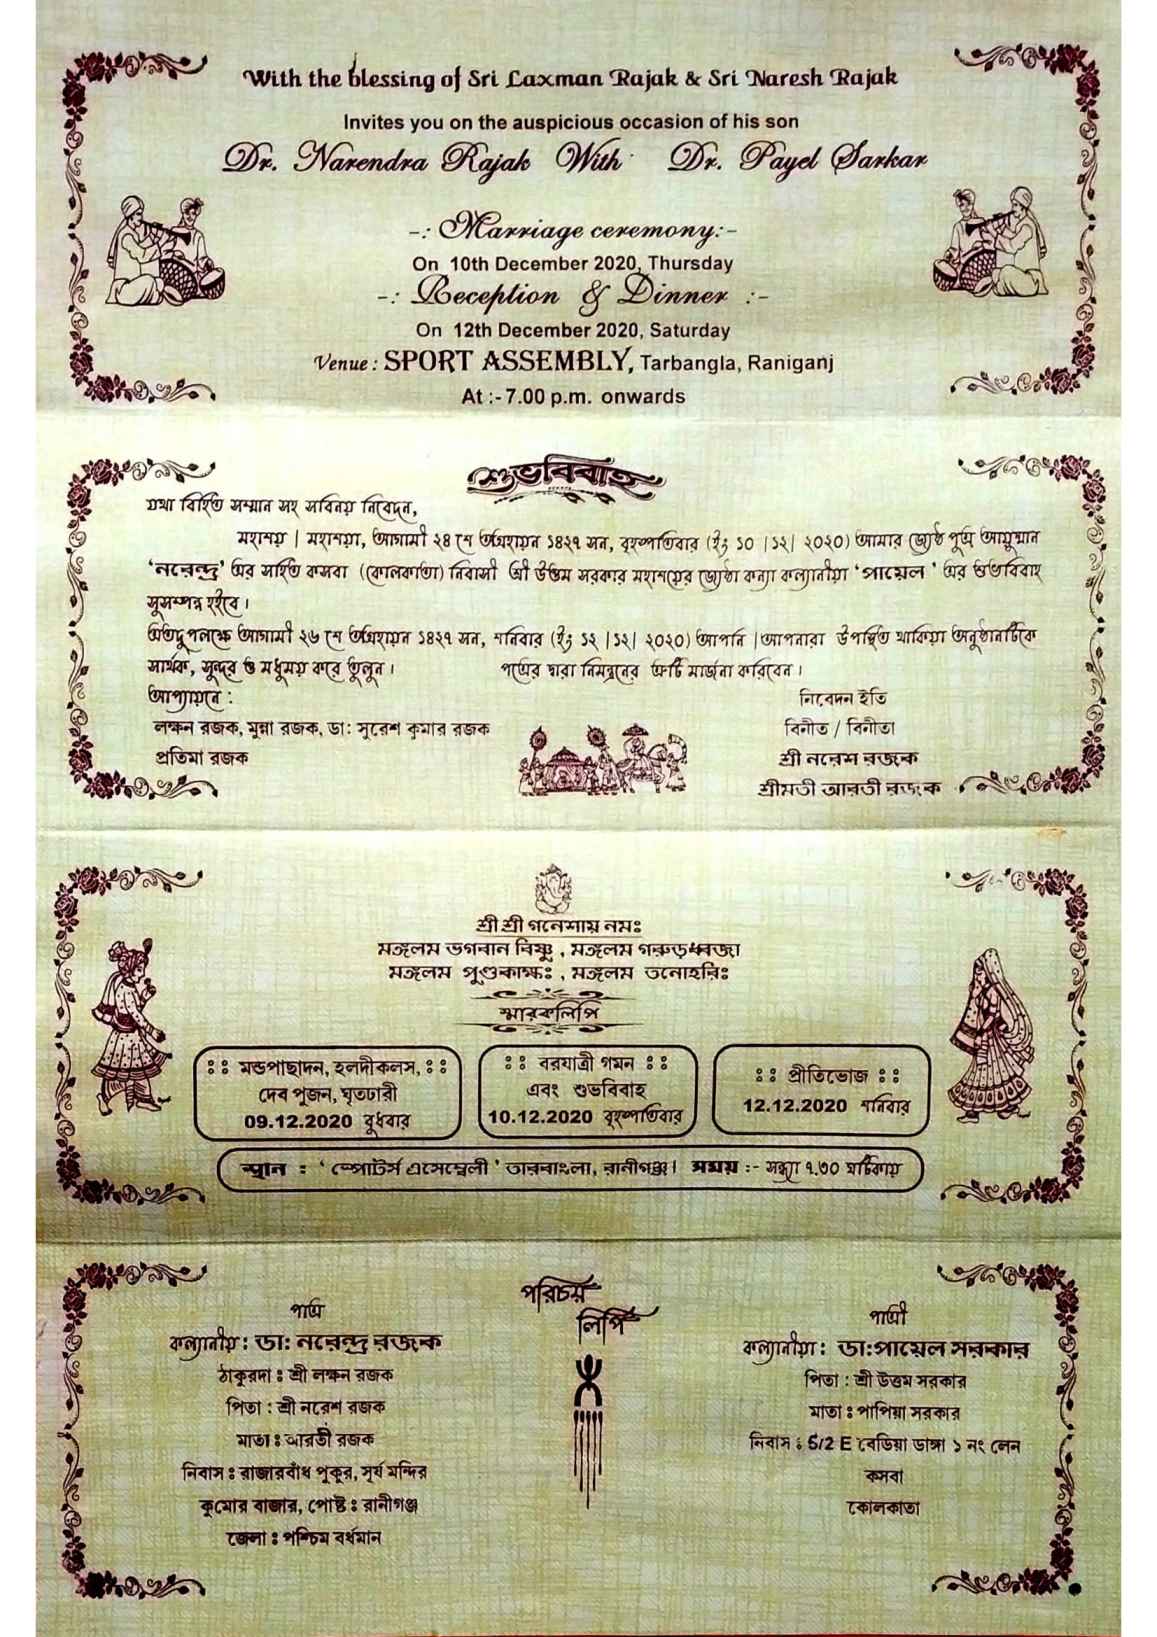 With the blessing of Sri Laxman Rajak & Sri Naresh Rajak
Invites you on the auspicious occasion of his son
Dr. Narendra Rajak With Dr. Payel Sarkar
-: Marriage ceremony:-
On 10th December 2020, Thursday
-: Reception & Dinner :-
On 12th December 2020, Saturday
Venue : SPORT ASSEMBLY, Tarbangla, Raniganj
At :- 7.00 p.m. onwards
শুভবিবাহ
যথা বিহিত সম্মান সহ সবিনয় নিবেদন,
মহাশয় | মহাশয়া, আগামী ২৪ শে অগ্রহায়ন ১৪২৭ সন, বৃহস্পতিবার (ইং ১০ |১২| ২০২০) আমার জ্যেষ্ঠ পুত্র আয়ুষ্মান
‘নরেন্দ্র’ এর সহিত কসবা (কোলকাতা) নিবাসী শ্রী উত্তম সরকার মহাশয়ের জ্যেষ্ঠা কন্যা কল্যানীয়া ‘পায়েল ’ এর শুভবিবাহ
সুসম্পন্ন হইবে।
এতদুপলক্ষে আগামী ২৬ শে অগ্রহায়ন ১৪২৭ সন, শনিবার (ইং ১২ |১২| ২০২০) আপনি |আপনারা উপস্থিত থাকিয়া অনুষ্ঠানটিকে
সার্থক, সুন্দর ও মধুময় করে তুলুন। পত্রের দ্বারা নিমন্ত্রনের ত্রুটি মার্জনা করিবেন।
আপ্যায়নে :
লক্ষন রজক, মুন্না রজক, ডা: সুরেশ কুমার রজক
প্রতিমা রজক
নিবেদন ইতি
বিনীত / বিনীতা
শ্রী নরেশ রজক
শ্রীমতী আরতী রজক
শ্রী শ্রী গনেশায় নমঃ
মঙ্গলম ভগবান বিষ্ণু , মঙ্গলম গরুড়ধ্বজা
মঙ্গলম পুণ্ডকাক্ষঃ , মঙ্গলম তনোহরিঃ
স্মারকলিপি
ঃ ঃ মন্ডপাছাদন, হলদীকলস, ঃ ঃ
দেব পুজন, ঘৃতঢারী
09.12.2020 বুধবার
ঃ ঃ বরযাত্রী গমন ঃ ঃ
এবং শুভবিবাহ
10.12.2020 বৃহস্পতিবার
ঃ ঃ প্রীতিভোজ ঃ ঃ
12.12.2020 শনিবার
স্থান : ‘ স্পোটর্স এসেম্বেলী ’ তারবাংলা, রানীগঞ্জ। সময় :- সন্ধ্যা ৭.৩০ ঘটিকায়
পরিচয়
লিপি
পাত্র
কল্যানীয় : ডা: নরেন্দ্র রজক
ঠাকুরদা ঃ শ্রী লক্ষন রজক
পিতা : শ্রী নরেশ রজক
মাতা ঃ আরতী রজক
নিবাস ঃ রাজারবাঁধ পুকুর, সূর্য মন্দির
কুমোর বাজার, পোষ্ট ঃ রানীগঞ্জ
জেলা ঃ পশ্চিম বর্ধমান
পাত্রী
কল্যানীয়া : ডা:পায়েল সরকার
পিতা : শ্রী উত্তম সরকার
মাতা ঃ পাপিয়া সরকার
নিবাস ঃ 5/2 E বেডিয়া ডাঙ্গা ১ নং লেন
কসবা
কোলকাতা